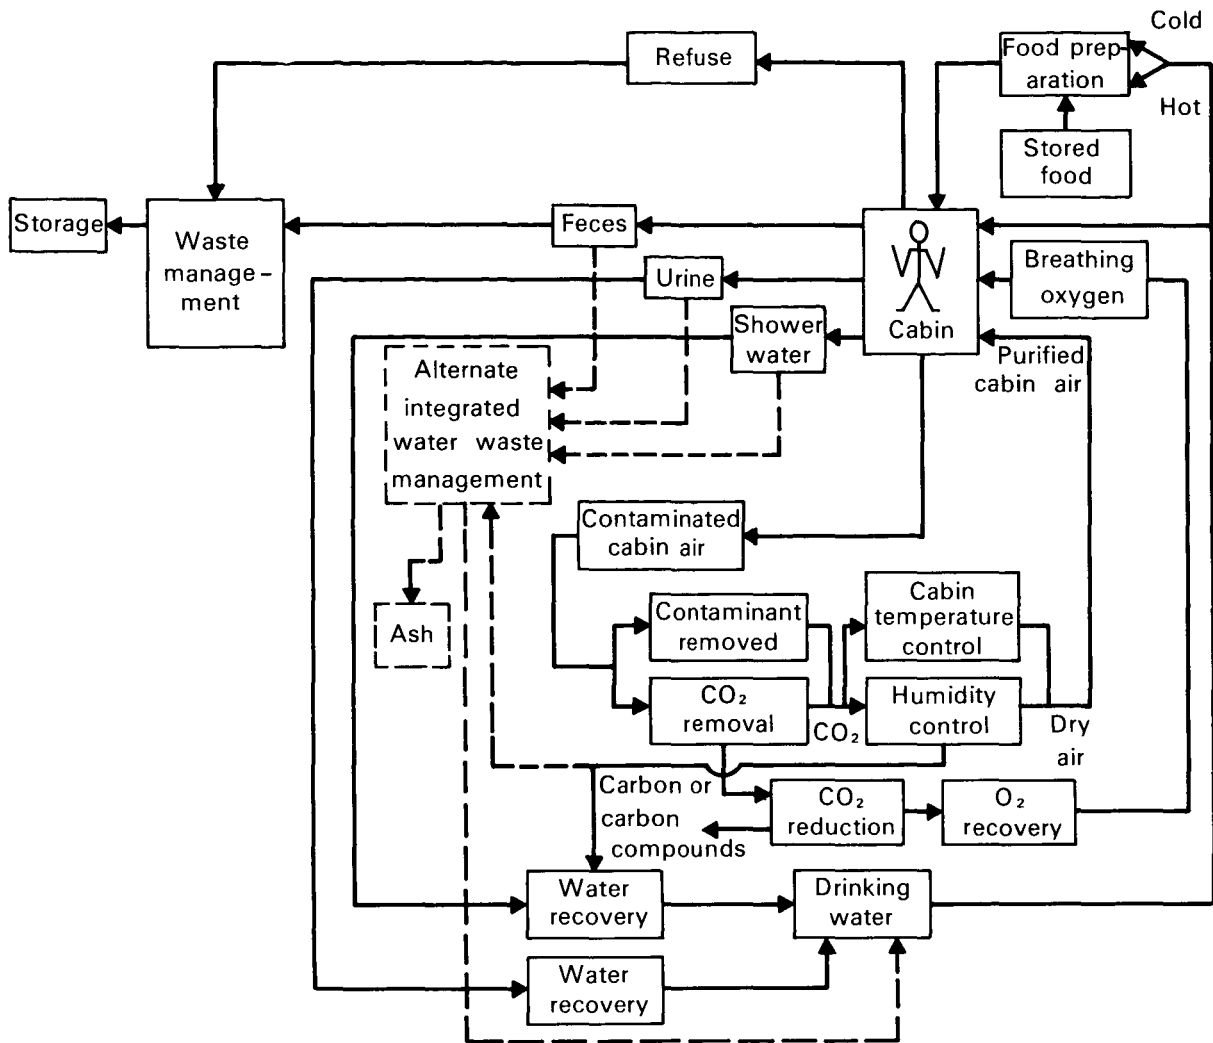 Cold
Refuse
Food prep-
aration
Hot
Stored
food
Storage
Waste
manage-
ment
Feces
Urine
Shower
water
Cabin
Breathing
oxygen
Purified
cabin air
Alternate
integrated
water waste
management
Contaminated
cabin air
Ash
Contaminant
removed
Cabin
temperature
control
CO₂
removal
CO₂
Humidity
control
Dry
air
Carbon or
carbon
compounds
CO₂
reduction
O₂
recovery
Water
recovery
Drinking
water
Water
recovery